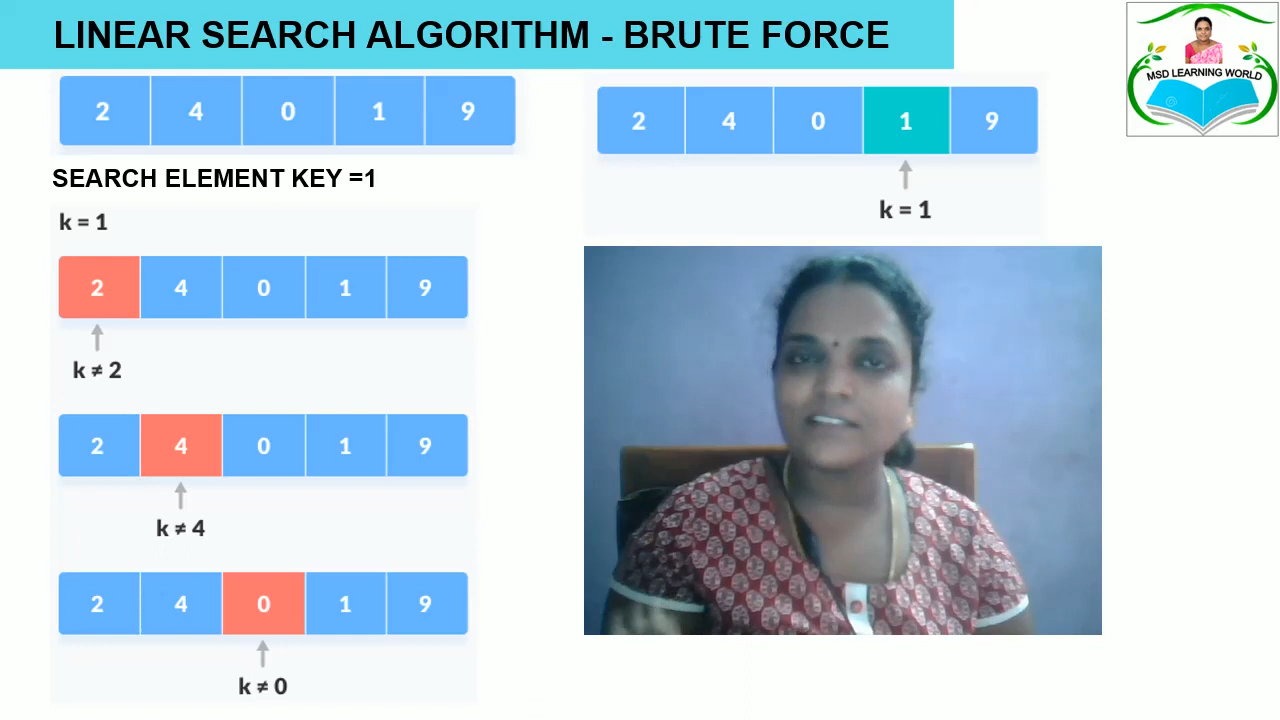 LINEAR SEARCH ALGORITHM - BRUTE FORCE
MSD LEARNING WORLD
2 4 0 1 9
SEARCH ELEMENT KEY =1
k = 1
2 4 0 1 9
k ≠ 2
2 4 0 1 9
k ≠ 4
2 4 0 1 9
k ≠ 0
2 4 0 1 9
k = 1